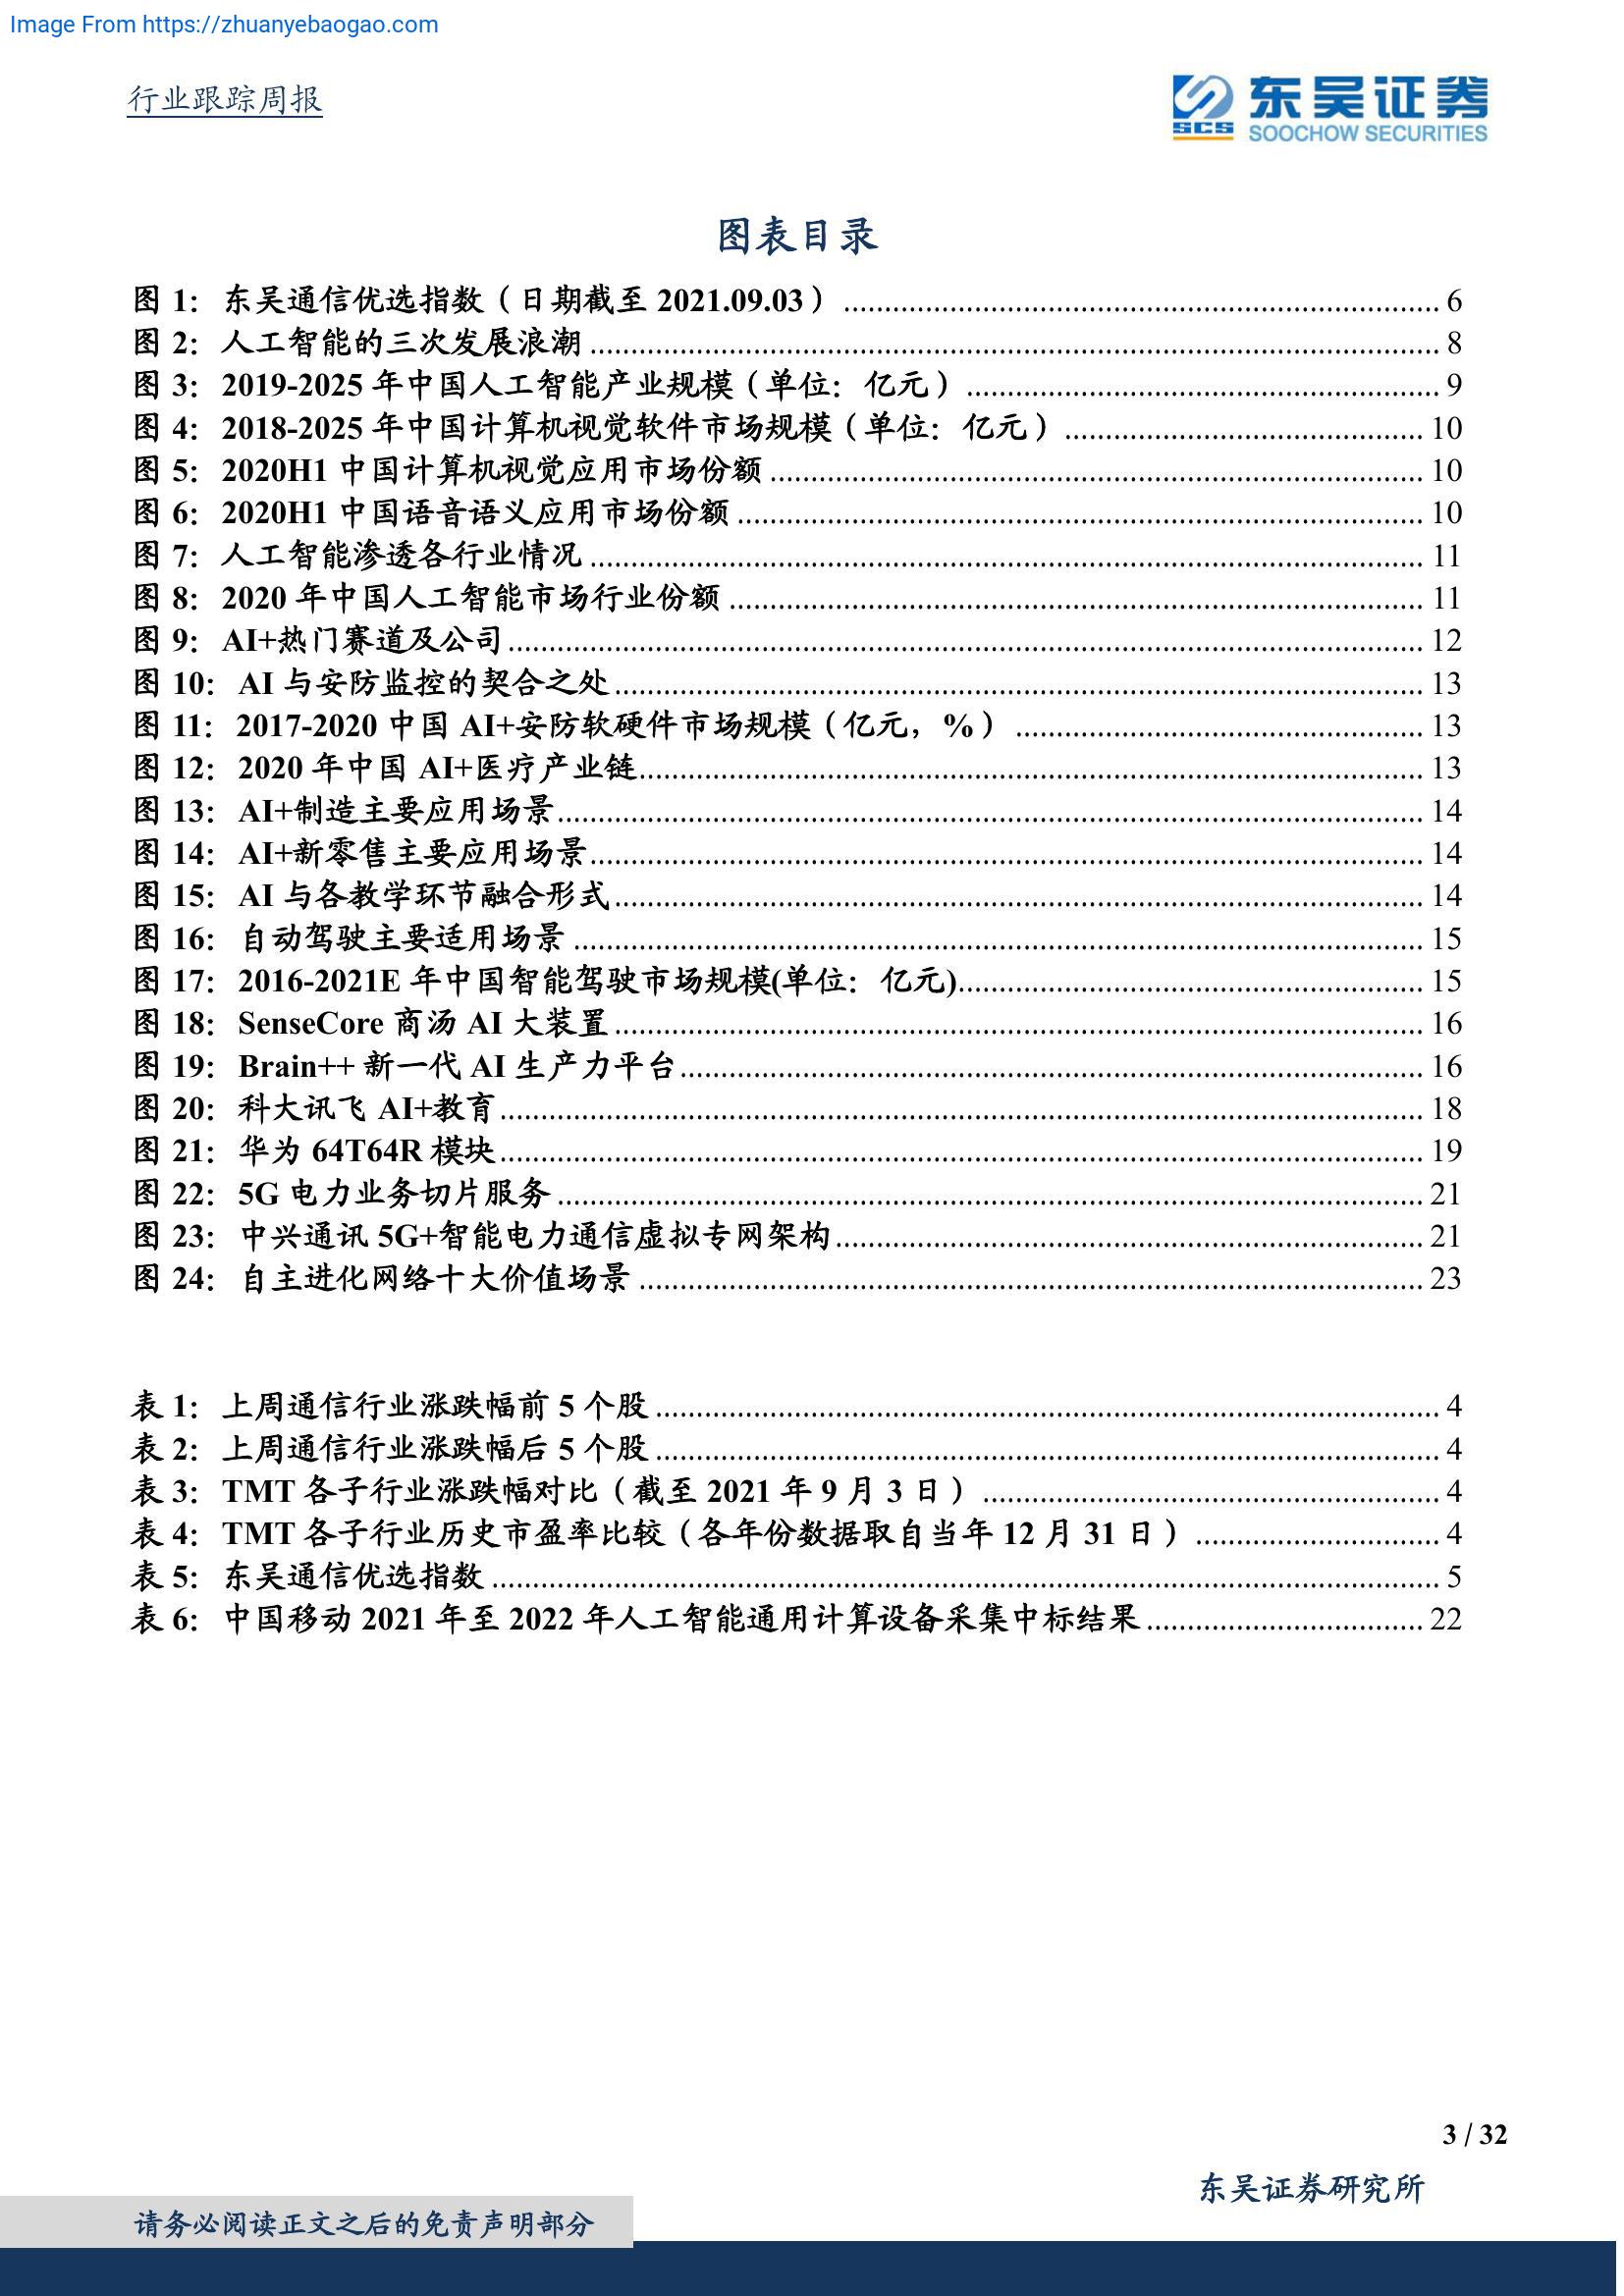 Image From https://zhuanyebaogao.com
行业跟踪周报
SCS 东吴证券
SOOCHOW SECURITIES
图表目录
图 1：东吴通信优选指数（日期截至 2021.09.03）........ 6
图 2：人工智能的三次发展浪潮........ 8
图 3：2019-2025 年中国人工智能产业规模（单位：亿元）........ 9
图 4：2018-2025 年中国计算机视觉软件市场规模（单位：亿元）........ 10
图 5：2020H1 中国计算机视觉应用市场份额........ 10
图 6：2020H1 中国语音语义应用市场份额........ 10
图 7：人工智能渗透各行业情况........ 11
图 8：2020 年中国人工智能市场行业份额........ 11
图 9：AI+热门赛道及公司........ 12
图 10：AI 与安防监控的契合之处........ 13
图 11：2017-2020 中国 AI+安防软硬件市场规模（亿元，%）........ 13
图 12：2020 年中国 AI+医疗产业链........ 13
图 13：AI+制造主要应用场景........ 14
图 14：AI+新零售主要应用场景........ 14
图 15：AI 与各教学环节融合形式........ 14
图 16：自动驾驶主要适用场景........ 15
图 17：2016-2021E 年中国智能驾驶市场规模(单位：亿元)........ 15
图 18：SenseCore 商汤 AI 大装置........ 16
图 19：Brain++ 新一代 AI 生产力平台........ 16
图 20：科大讯飞 AI+教育........ 18
图 21：华为 64T64R 模块........ 19
图 22：5G 电力业务切片服务........ 21
图 23：中兴通讯 5G+智能电力通信虚拟专网架构........ 21
图 24：自主进化网络十大价值场景........ 23
表 1：上周通信行业涨跌幅前 5 个股........ 4
表 2：上周通信行业涨跌幅后 5 个股........ 4
表 3：TMT 各子行业涨跌幅对比（截至 2021 年 9 月 3 日）........ 4
表 4：TMT 各子行业历史市盈率比较（各年份数据取自当年 12 月 31 日）........ 4
表 5：东吴通信优选指数........ 5
表 6：中国移动 2021 年至 2022 年人工智能通用计算设备采集中标结果........ 22
3 / 32
东吴证券研究所
请务必阅读正文之后的免责声明部分